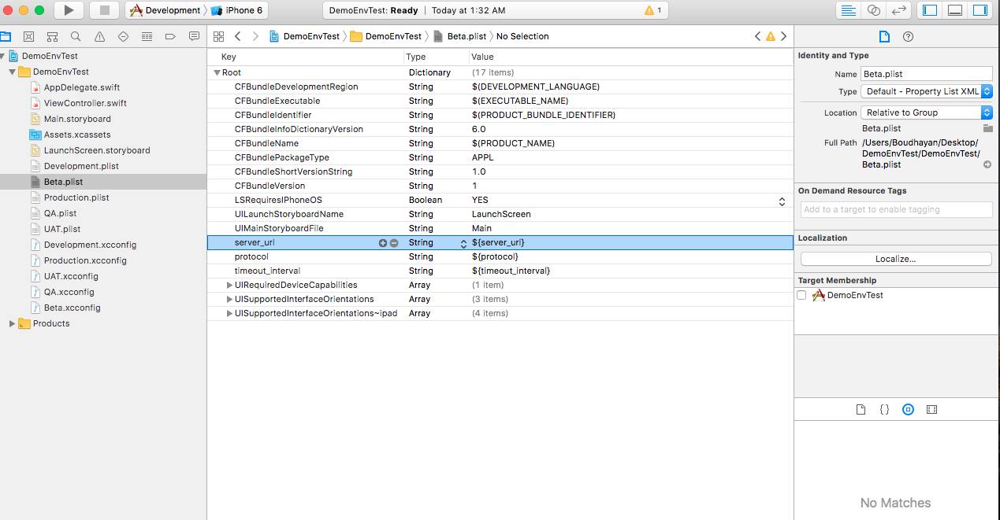 Development iPhone 6
DemoEnvTest: Ready Today at 1:32 AM 1
DemoEnvTest DemoEnvTest Beta.plist No Selection
DemoEnvTest
DemoEnvTest
AppDelegate.swift
ViewController.swift
Main.storyboard
Assets.xcassets
LaunchScreen.storyboard
Development.plist
Beta.plist
Production.plist
QA.plist
UAT.plist
Development.xcconfig
Production.xcconfig
UAT.xcconfig
QA.xcconfig
Beta.xcconfig
Products
Key Type Value
Root Dictionary (17 items)
CFBundleDevelopmentRegion String $(DEVELOPMENT_LANGUAGE)
CFBundleExecutable String $(EXECUTABLE_NAME)
CFBundleIdentifier String $(PRODUCT_BUNDLE_IDENTIFIER)
CFBundleInfoDictionaryVersion String 6.0
CFBundleName String $(PRODUCT_NAME)
CFBundlePackageType String APPL
CFBundleShortVersionString String 1.0
CFBundleVersion String 1
LSRequiresIPhoneOS Boolean YES
UILaunchStoryboardName String LaunchScreen
UIMainStoryboardFile String Main
server_url String ${server_url}
protocol String ${protocol}
timeout_interval String ${timeout_interval}
UIRequiredDeviceCapabilities Array (1 item)
UISupportedInterfaceOrientations Array (3 items)
UISupportedInterfaceOrientations~ipad Array (4 items)
Identity and Type
Name Beta.plist
Type Default - Property List XML
Location Relative to Group
Beta.plist
Full Path /Users/Boudhayan/Desktop/
DemoEnvTest/DemoEnvTest/
Beta.plist
On Demand Resource Tags
Add to a target to enable tagging
Localization
Localize...
Target Membership
DemoEnvTest
{}
No Matches